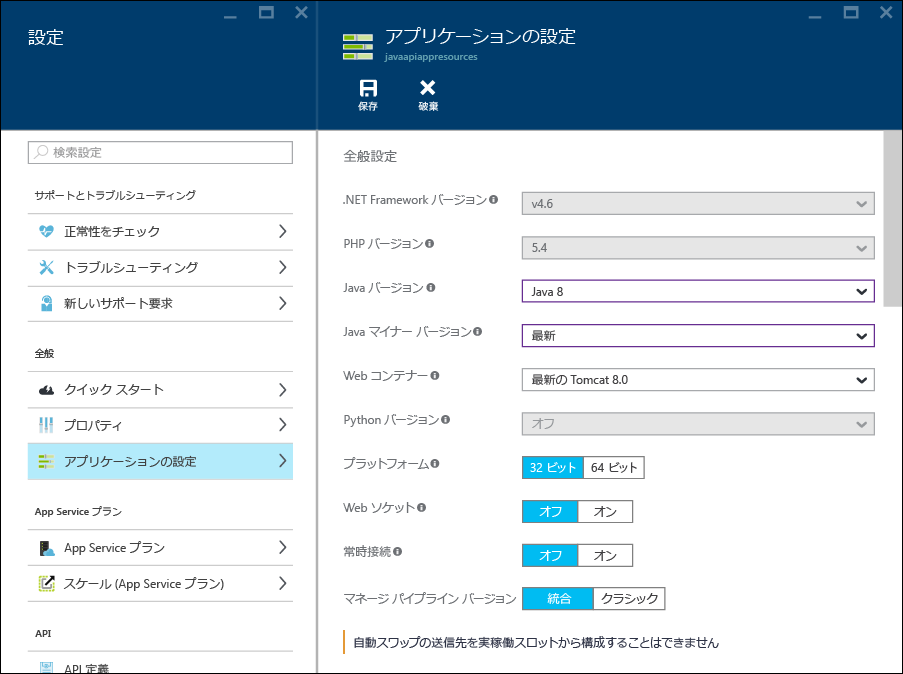 設定
検索設定
サポートとトラブルシューティング
正常性をチェック
トラブルシューティング
新しいサポート要求
全般
クイック スタート
プロパティ
アプリケーションの設定
App Service プラン
App Service プラン
スケール (App Service プラン)
API
API 定義
アプリケーションの設定
javaapiappresources
保存
破棄
全般設定
.NET Framework バージョン
v4.6
PHP バージョン
5.4
Java バージョン
Java 8
Java マイナー バージョン
最新
Web コンテナー
最新の Tomcat 8.0
Python バージョン
オフ
プラットフォーム
32 ビット 64 ビット
Web ソケット
オフ オン
常時接続
オフ オン
マネージ パイプライン バージョン
統合 クラシック
自動スワップの送信先を実稼働スロットから構成することはできません